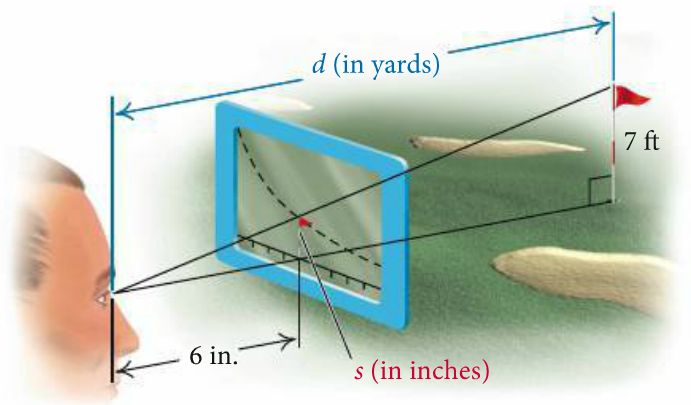 d (in yards)
7 ft
6 in.
s (in inches)